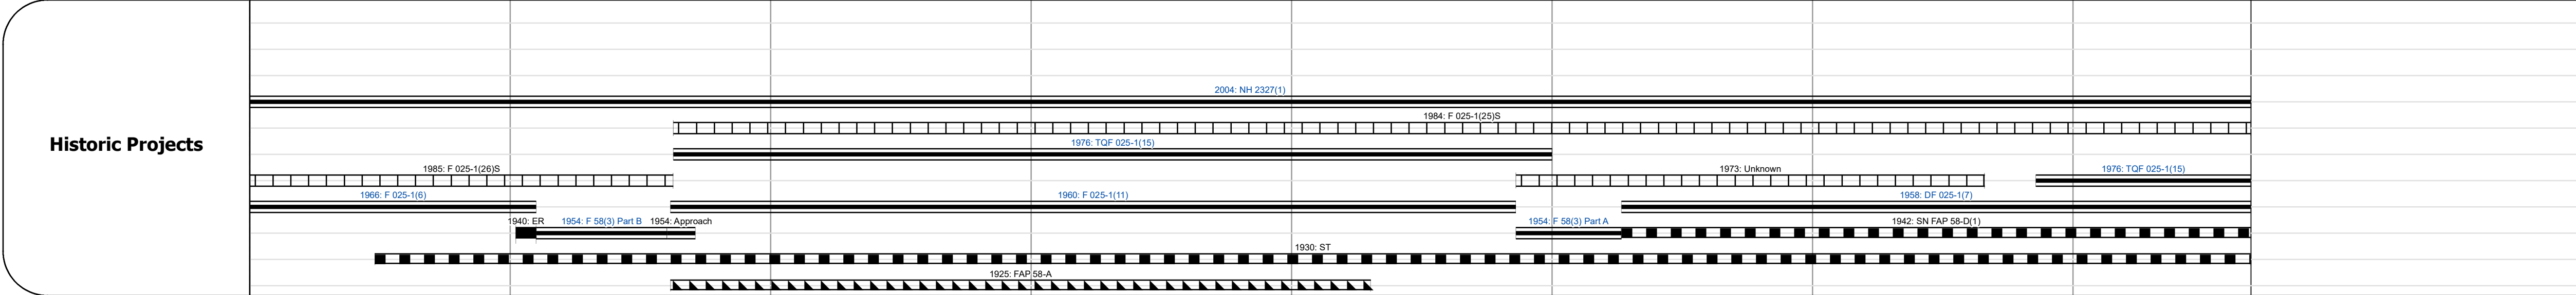 2004: NH 2327(1)
1984: F 025-1(25)S
1976: TQF 025-1(15)
Historic Projects
1985: F 025-1(26)S
1973: Unknown
1976: TQF 025-1(15)
1966: F 025-1(6)
1960: F 025-1(11)
1958: DF 025-1(7)
1940: ER
1954: F 58(3) Part B
1954: Approach
1954: F 58(3) Part A
1942: SN FAP 58-D(1)
1930: ST
1925: FAP 58-A